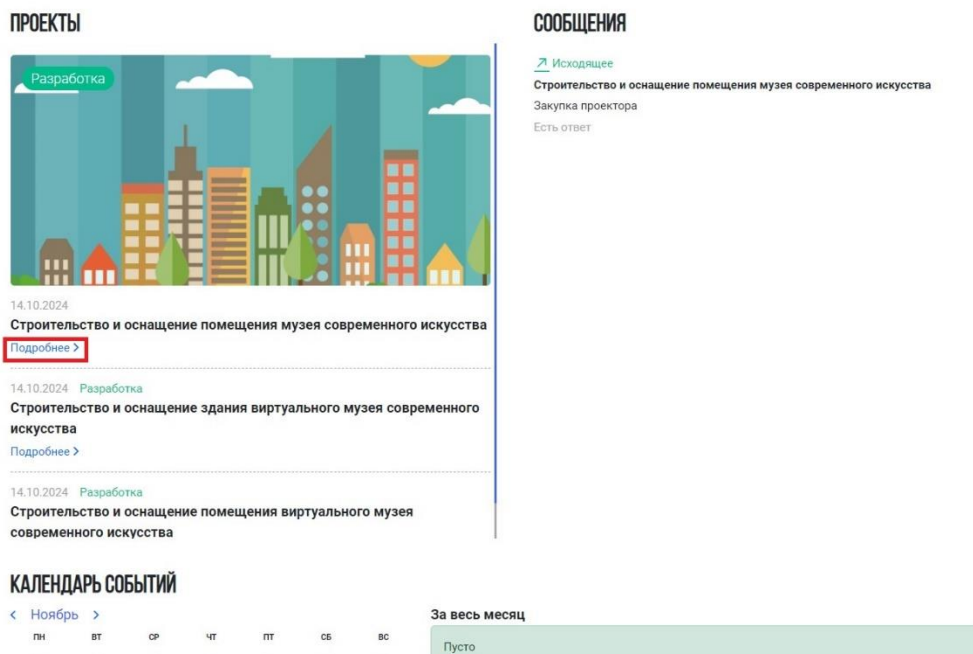 ПРОЕКТЫ
Разработка
14.10.2024
Строительство и оснащение помещения музея современного искусства
Подробнее >
14.10.2024 Разработка
Строительство и оснащение здания виртуального музея современного
искусства
Подробнее >
14.10.2024 Разработка
Строительство и оснащение помещения виртуального музея
современного искусства
СООБЩЕНИЯ
Исходящее
Строительство и оснащение помещения музея современного искусства
Закупка проектора
Есть ответ
КАЛЕНДАРЬ СОБЫТИЙ
< Ноябрь >
ПН ВТ СР ЧТ ПТ СБ ВС
За весь месяц
Пусто